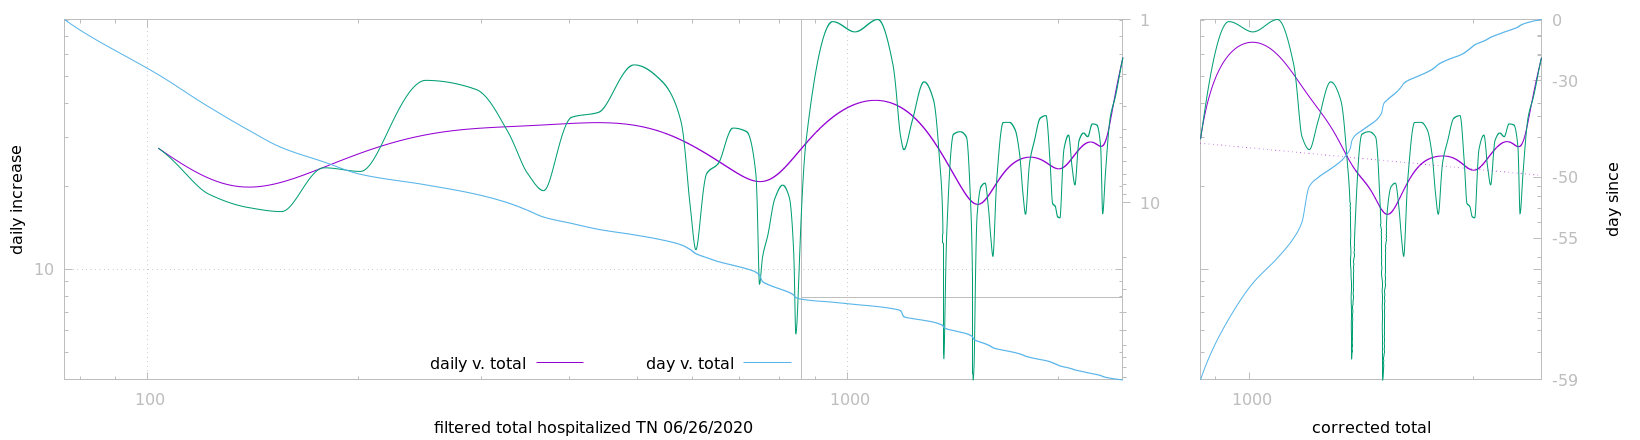 daily increase
10
100
1000
1
10
daily v. total
day v. total
filtered total hospitalized TN 06/26/2020
0
-30
-50
-55
-59
day since
1000
corrected total